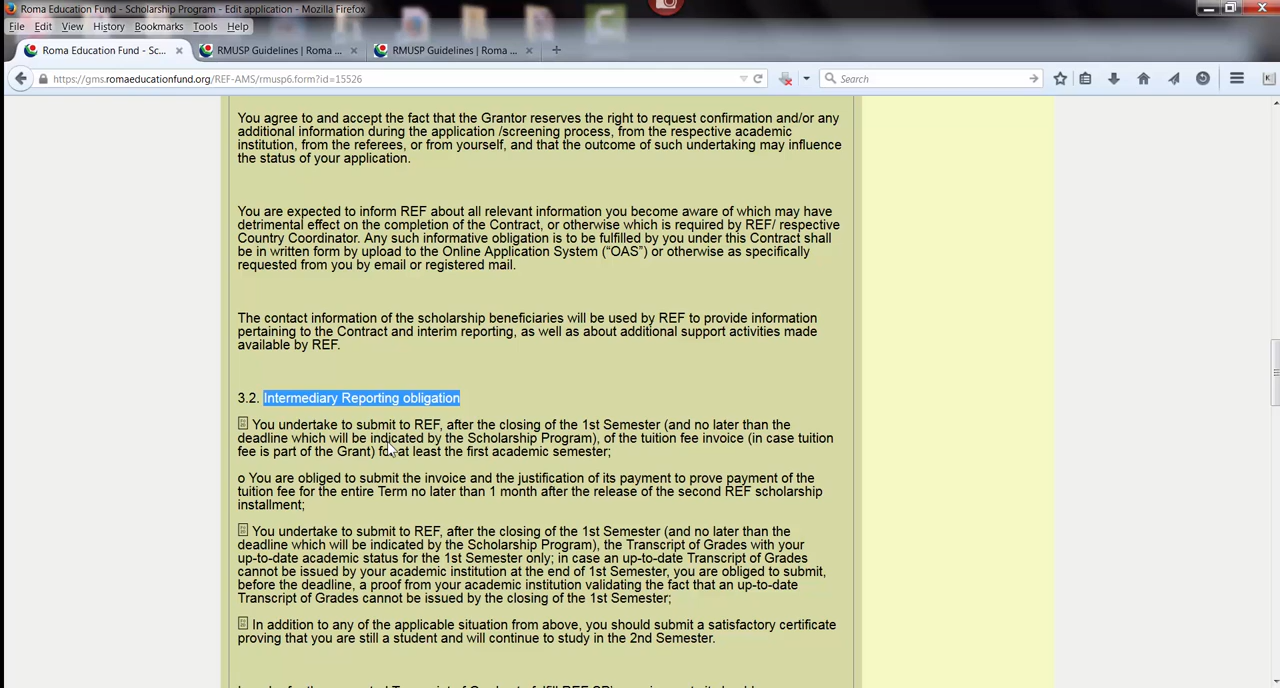 Roma Education Fund - Scholarship Program - Edit application - Mozilla Firefox
File Edit View History Bookmarks Tools Help
Roma Education Fund - Sc... × RMUSP Guidelines | Roma ... × RMUSP Guidelines | Roma ... × +
https://gms.romaeducationfund.org/REF-AMS/rmusp6.form?id=15526 Search
You agree to and accept the fact that the Grantor reserves the right to request confirmation and/or any
additional information during the application /screening process, from the respective academic
institution, from the referees, or from yourself, and that the outcome of such undertaking may influence
the status of your application.
You are expected to inform REF about all relevant information you become aware of which may have
detrimental effect on the completion of the Contract, or otherwise which is required by REF/ respective
Country Coordinator. Any such informative obligation is to be fulfilled by you under this Contract shall
be in written form by upload to the Online Application System (“OAS”) or otherwise as specifically
requested from you by email or registered mail.
The contact information of the scholarship beneficiaries will be used by REF to provide information
pertaining to the Contract and interim reporting, as well as about additional support activities made
available by REF.
3.2. Intermediary Reporting obligation
You undertake to submit to REF, after the closing of the 1st Semester (and no later than the
deadline which will be indicated by the Scholarship Program), of the tuition fee invoice (in case tuition
fee is part of the Grant) for at least the first academic semester;
o You are obliged to submit the invoice and the justification of its payment to prove payment of the
tuition fee for the entire Term no later than 1 month after the release of the second REF scholarship
installment;
You undertake to submit to REF, after the closing of the 1st Semester (and no later than the
deadline which will be indicated by the Scholarship Program), the Transcript of Grades with your
up-to-date academic status for the 1st Semester only; in case an up-to-date Transcript of Grades
cannot be issued by your academic institution at the end of 1st Semester, you are obliged to submit,
before the deadline, a proof from your academic institution validating the fact that an up-to-date
Transcript of Grades cannot be issued by the closing of the 1st Semester;
In addition to any of the applicable situation from above, you should submit a satisfactory certificate
proving that you are still a student and will continue to study in the 2nd Semester.